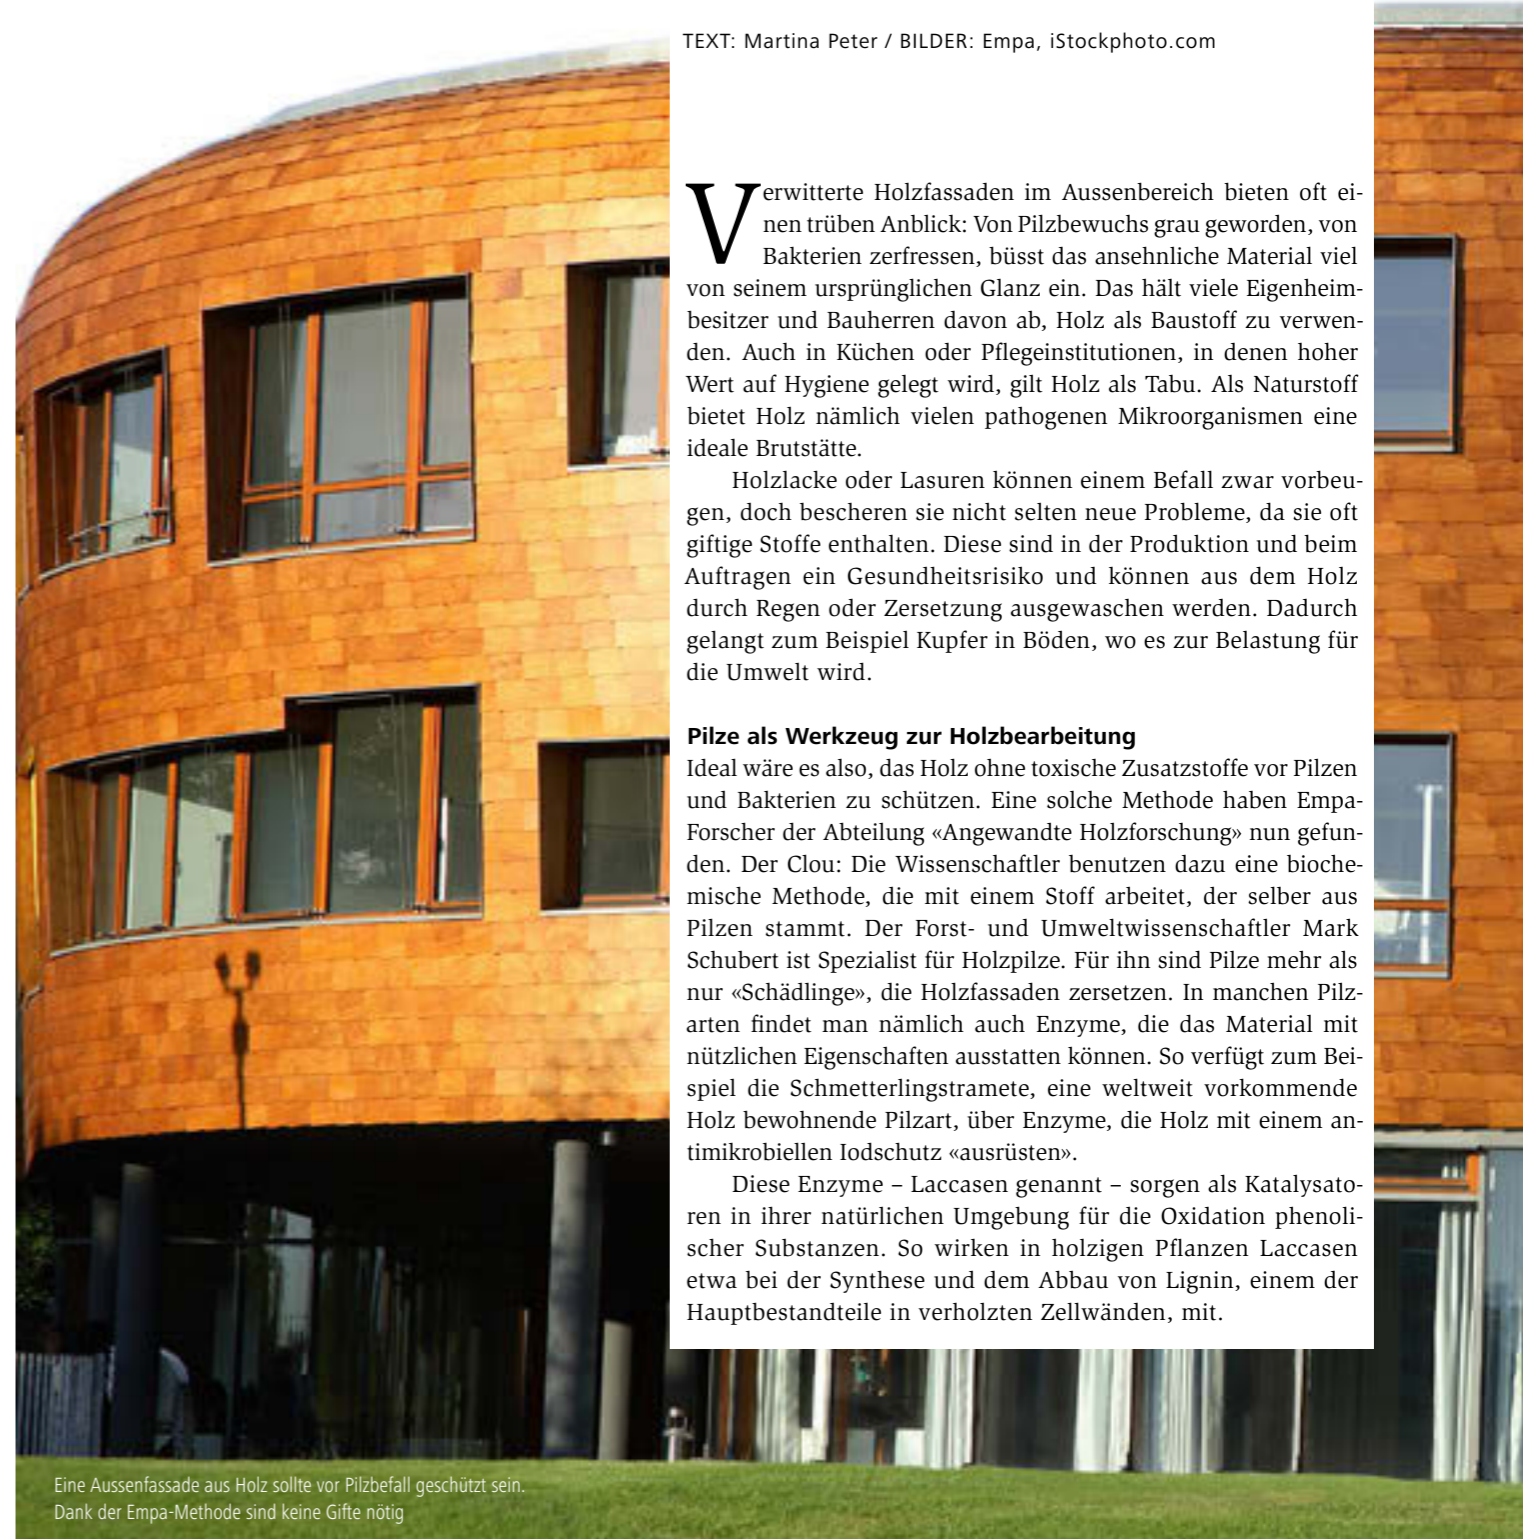 TEXT: Martina Peter / BILDER: Empa, iStockphoto.com
Verwitterte Holzfassaden im Aussenbereich bieten oft ei-
nen trüben Anblick: Von Pilzbewuchs grau geworden, von
Bakterien zerfressen, büsst das ansehnliche Material viel
von seinem ursprünglichen Glanz ein. Das hält viele Eigenheim-
besitzer und Bauherren davon ab, Holz als Baustoff zu verwen-
den. Auch in Küchen oder Pflegeinstitutionen, in denen hoher
Wert auf Hygiene gelegt wird, gilt Holz als Tabu. Als Naturstoff
bietet Holz nämlich vielen pathogenen Mikroorganismen eine
ideale Brutstätte.
Holzlacke oder Lasuren können einem Befall zwar vorbeu-
gen, doch bescheren sie nicht selten neue Probleme, da sie oft
giftige Stoffe enthalten. Diese sind in der Produktion und beim
Auftragen ein Gesundheitsrisiko und können aus dem Holz
durch Regen oder Zersetzung ausgewaschen werden. Dadurch
gelangt zum Beispiel Kupfer in Böden, wo es zur Belastung für
die Umwelt wird.
Pilze als Werkzeug zur Holzbearbeitung
Ideal wäre es also, das Holz ohne toxische Zusatzstoffe vor Pilzen
und Bakterien zu schützen. Eine solche Methode haben Empa-
Forscher der Abteilung «Angewandte Holzforschung» nun gefun-
den. Der Clou: Die Wissenschaftler benutzen dazu eine bioche-
mische Methode, die mit einem Stoff arbeitet, der selber aus
Pilzen stammt. Der Forst- und Umweltwissenschaftler Mark
Schubert ist Spezialist für Holzpilze. Für ihn sind Pilze mehr als
nur «Schädlinge», die Holzfassaden zersetzen. In manchen Pilz-
arten findet man nämlich auch Enzyme, die das Material mit
nützlichen Eigenschaften ausstatten können. So verfügt zum Bei-
spiel die Schmetterlingstramete, eine weltweit vorkommende
Holz bewohnende Pilzart, über Enzyme, die Holz mit einem an-
timikrobiellen Iodschutz «ausrüsten».
Diese Enzyme – Laccasen genannt – sorgen als Katalysato-
ren in ihrer natürlichen Umgebung für die Oxidation phenoli-
scher Substanzen. So wirken in holzigen Pflanzen Laccasen
etwa bei der Synthese und dem Abbau von Lignin, einem der
Hauptbestandteile in verholzten Zellwänden, mit.
Eine Aussenfassade aus Holz sollte vor Pilzbefall geschützt sein.
Dank der Empa-Methode sind keine Gifte nötig